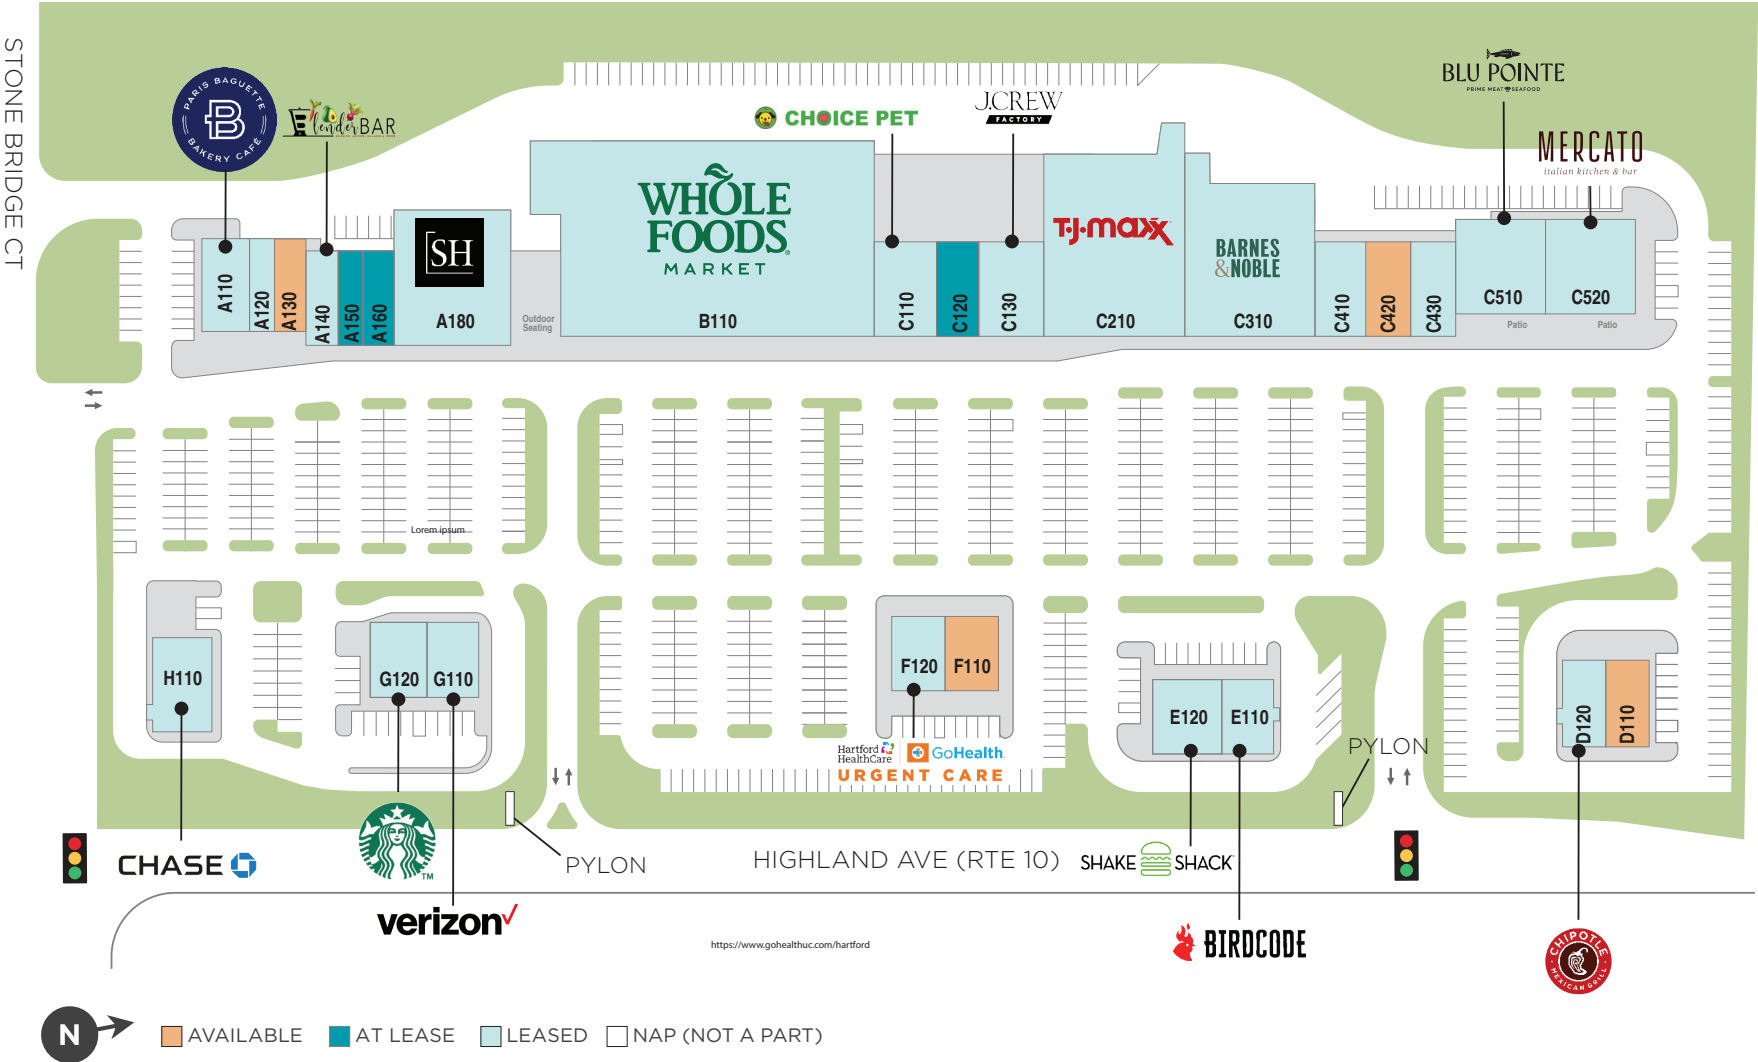 STONE BRIDGE CT
PARIS BAGUETTE
B
BAKERY CAFÉ
lenderBAR
CHOICE PET
J.CREW
FACTORY
BLU POINTE
PRIME MEAT SEAFOOD
MERCATO
italian kitchen & bar
[SH
WHOLE
FOODS
MARKET
T.J.maxx
BARNES
&NOBLE
A110
A120
A130
A140
A150
A160
A180
Outdoor
Seating
B110
C110
C120
C130
C210
C310
C410
C420
C430
C510
C520
Patio
Patio
Lorem ipsum
H110
G120
G110
F120
F110
E120
E110
D120
D110
Hartford
HealthCare
GoHealth
URGENT CARE
PYLON
PYLON
HIGHLAND AVE (RTE 10)
CHASE
TM
verizon
SHAKE SHACK
BIRDCODE
CHIPOTLE
MEXICAN GRILL
https://www.gohealthuc.com/hartford
N
AVAILABLE
AT LEASE
LEASED
NAP (NOT A PART)